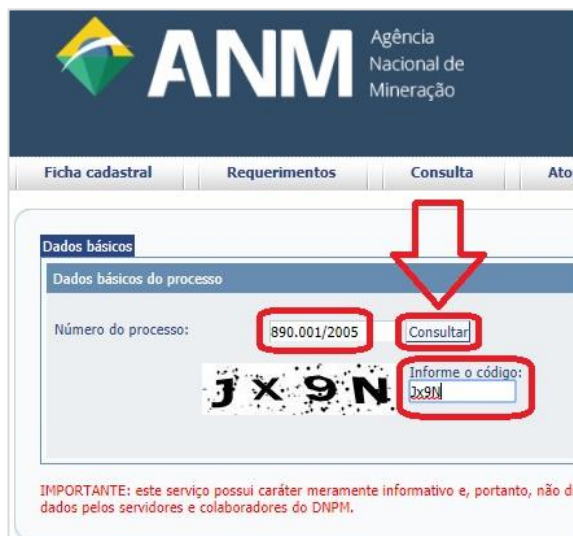 ANM
Agência
Nacional de
Mineração
Ficha cadastral Requerimentos Consulta Ato
Dados básicos
Dados básicos do processo
Número do processo: 890.001/2005 Consultar
Jx9N
Informe o código:
Jx9N
IMPORTANTE: este serviço possui caráter meramente informativo e, portanto, não d
dados pelos servidores e colaboradores do DNPM.